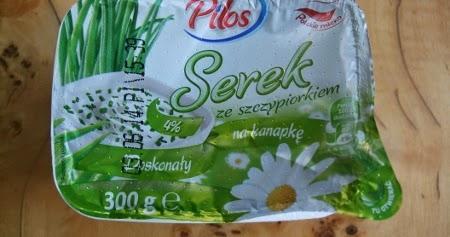 Pilos
Serek
ze szczypiorkiem
4%
na kanapkę
Doskonały
300 g e